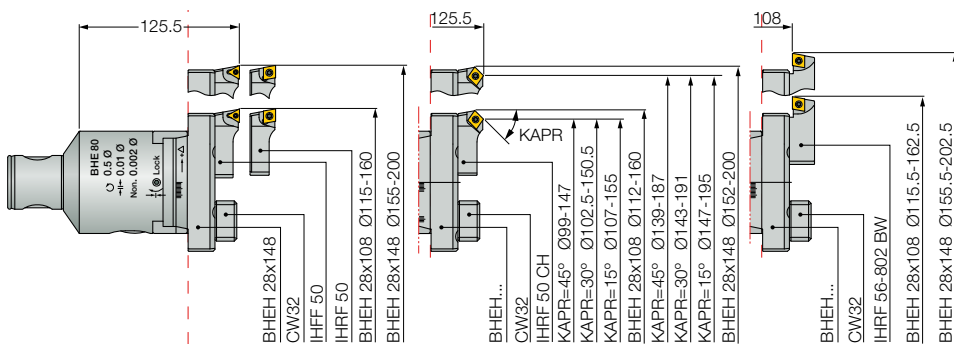 125.5
BHE 80
0.5 Ø
0.01 Ø
Non. 0.002 Ø
Lock
BHEH 28x148
CW32
IHFF 50
IHRF 50
BHEH 28x108 Ø115-160
BHEH 28x148 Ø155-200
125.5
KAPR
BHEH...
CW32
IHRF 50 CH
KAPR=45° Ø99-147
KAPR=30° Ø102.5-150.5
KAPR=15° Ø107-155
BHEH 28x108 Ø112-160
KAPR=45° Ø139-187
KAPR=30° Ø143-191
KAPR=15° Ø147-195
BHEH 28x148 Ø152-200
108
BHEH...
CW32
IHRF 56-802 BW
BHEH 28x108 Ø115.5-162.5
BHEH 28x148 Ø155.5-202.5